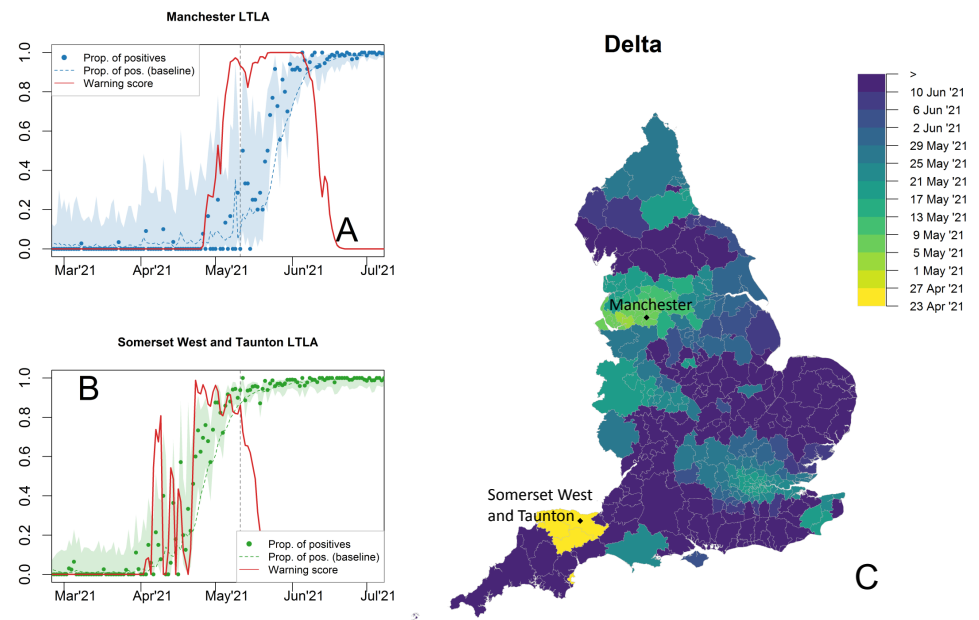 Manchester LTLA
1.0
0.8
0.6
0.4
0.2
0.0
Prop. of positives
Prop. of pos. (baseline)
Warning score
A
Mar'21
Apr'21
May'21
Jun'21
Jul'21
Somerset West and Taunton LTLA
1.0
0.8
0.6
0.4
0.2
0.0
B
Prop. of positives
Prop. of pos. (baseline)
Warning score
Mar'21
Apr'21
May'21
Jun'21
Jul'21
Delta
>
10 Jun '21
6 Jun '21
2 Jun '21
29 May '21
25 May '21
21 May '21
17 May '21
13 May '21
9 May '21
5 May '21
1 May '21
27 Apr '21
23 Apr '21
Manchester
Somerset West
and Taunton
C